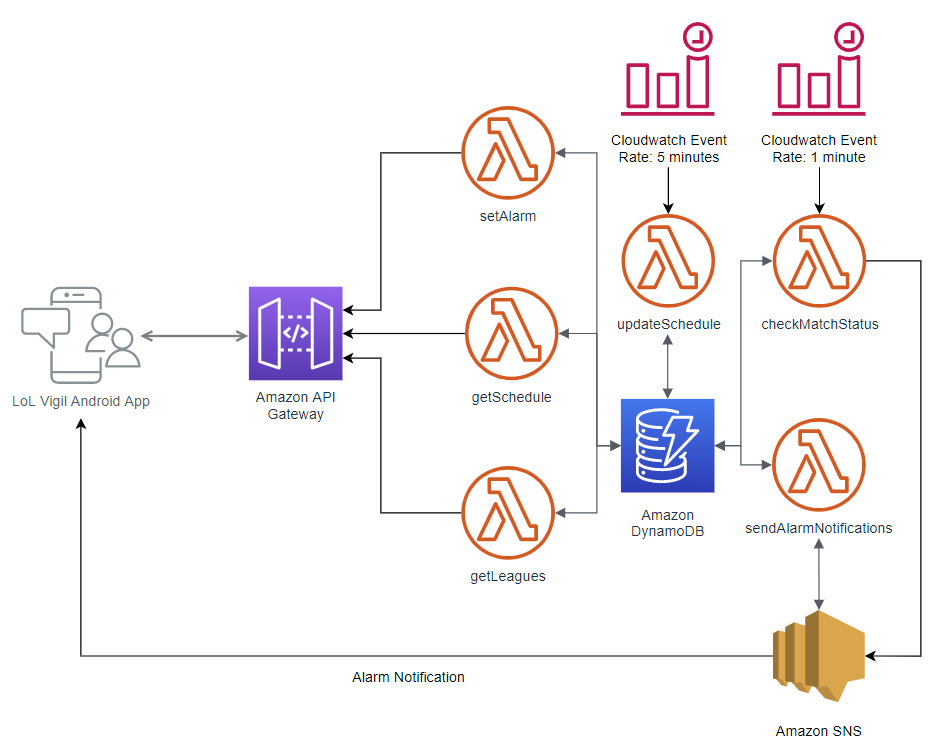 Cloudwatch Event
Rate: 5 minutes
Cloudwatch Event
Rate: 1 minute
setAlarm
updateSchedule
checkMatchStatus
</>
LoL Vigil Android App
Amazon API
Gateway
getSchedule
Amazon
DynamoDB
sendAlarmNotifications
getLeagues
Alarm Notification
Amazon SNS